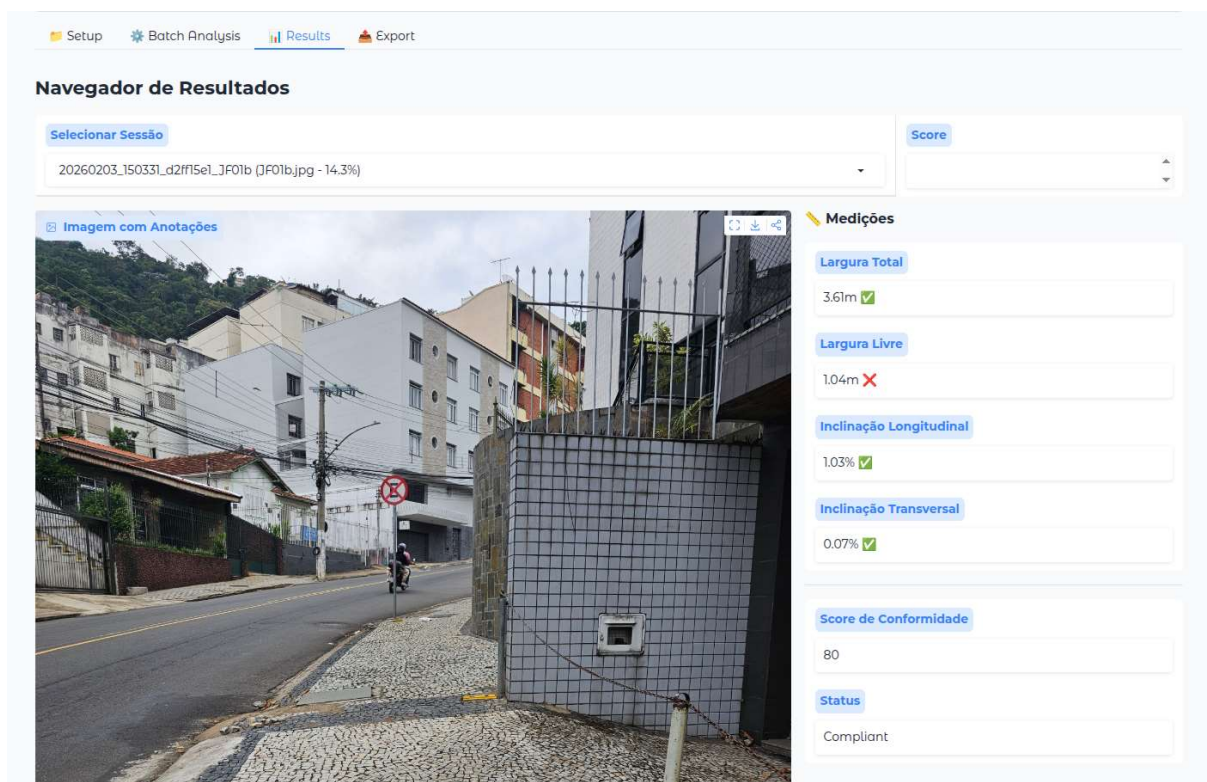 📁 Setup ⚙️ Batch Analysis 📊 Results 📤 Export
Navegador de Resultados
Selecionar Sessão
20260203_150331_d2ff15e1_JF01b (JF01b.jpg - 14.3%)
Score
Imagem com Anotações
📏 Medições
Largura Total
3.61m ✅
Largura Livre
1.04m ❌
Inclinação Longitudinal
1.03% ✅
Inclinação Transversal
0.07% ✅
Score de Conformidade
80
Status
Compliant